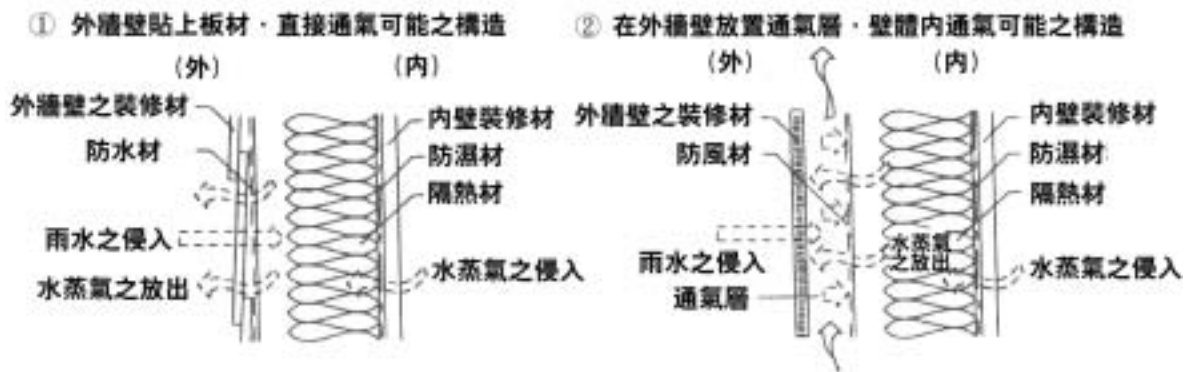 ① 外牆壁貼上板材．直接通氣可能之構造
(外)
(内)
外牆壁之裝修材
防水材
雨水之侵入
水蒸氣之放出
内壁裝修材
防濕材
隔熱材
水蒸氣之侵入
② 在外牆壁放置通氣層．壁體内通氣可能之構造
(外)
(内)
外牆壁之裝修材
防風材
雨水之侵入
通氣層
水蒸氣
之放出
内壁裝修材
防濕材
隔熱材
水蒸氣之侵入